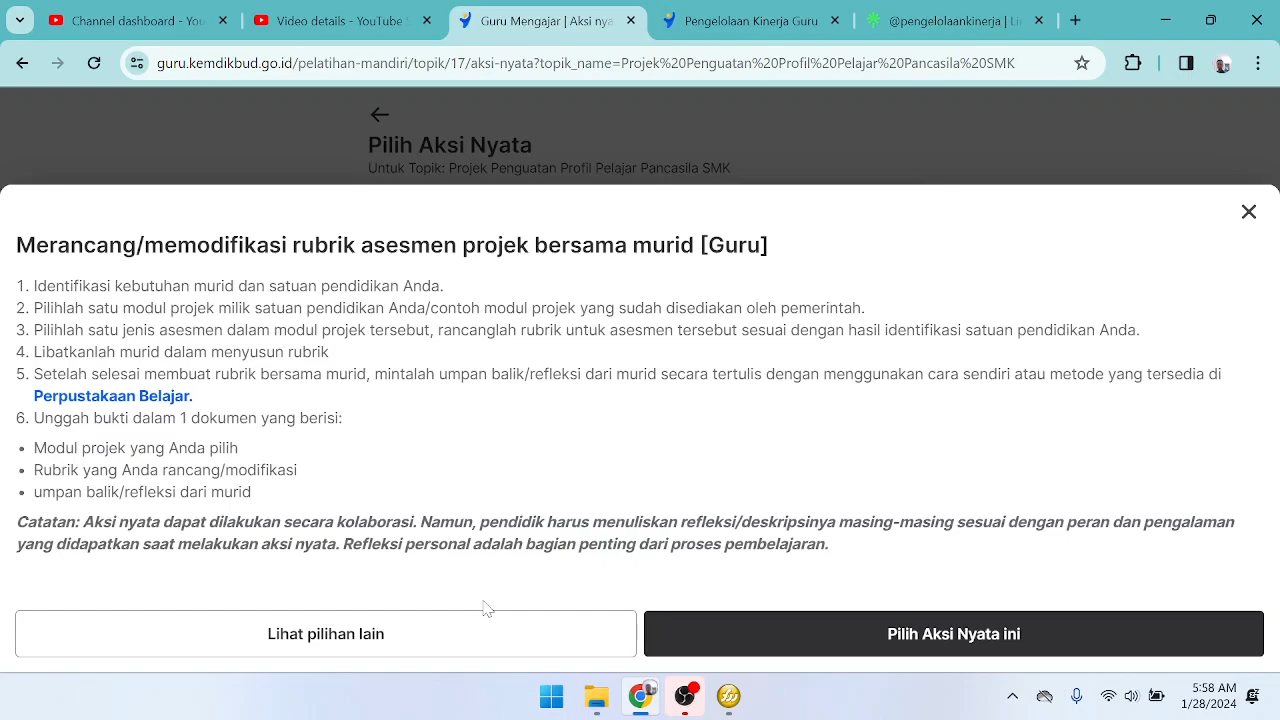 Channel dashboard - You
Video details - YouTube S
Guru Mengajar | Aksi nya
Pengelolaan Kinerja Guru
@pengelolaankinerja | Li
guru.kemdikbud.go.id/pelatihan-mandiri/topik/17/aksi-nyata?topik_name=Projek%20Penguatan%20Profil%20Pelajar%20Pancasila%20SMK
Pilih Aksi Nyata
Untuk Topik: Projek Penguatan Profil Pelajar Pancasila SMK
Merancang/memodifikasi rubrik asesmen projek bersama murid [Guru]
1. Identifikasi kebutuhan murid dan satuan pendidikan Anda.
2. Pilihlah satu modul projek milik satuan pendidikan Anda/contoh modul projek yang sudah disediakan oleh pemerintah.
3. Pilihlah satu jenis asesmen dalam modul projek tersebut, rancanglah rubrik untuk asesmen tersebut sesuai dengan hasil identifikasi satuan pendidikan Anda.
4. Libatkanlah murid dalam menyusun rubrik
5. Setelah selesai membuat rubrik bersama murid, mintalah umpan balik/refleksi dari murid secara tertulis dengan menggunakan cara sendiri atau metode yang tersedia di
Perpustakaan Belajar.
6. Unggah bukti dalam 1 dokumen yang berisi:
• Modul projek yang Anda pilih
• Rubrik yang Anda rancang/modifikasi
• umpan balik/refleksi dari murid
Catatan: Aksi nyata dapat dilakukan secara kolaborasi. Namun, pendidik harus menuliskan refleksi/deskripsinya masing-masing sesuai dengan peran dan pengalaman
yang didapatkan saat melakukan aksi nyata. Refleksi personal adalah bagian penting dari proses pembelajaran.
Lihat pilihan lain
Pilih Aksi Nyata ini
5:58 AM
1/28/2024